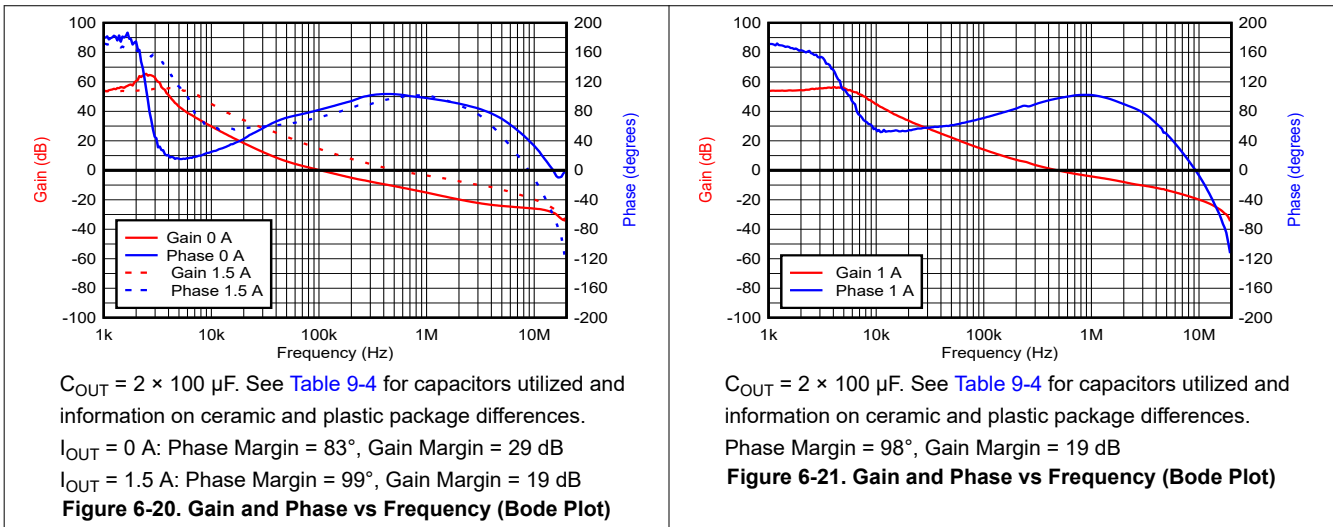 100
80
60
40
20
0
-20
-40
-60
-80
-100
Gain (dB)
200
160
120
80
40
0
-40
-80
-120
-160
-200
Phase (degrees)
Gain 0 A
Phase 0 A
Gain 1.5 A
Phase 1.5 A
1k 10k 100k 1M 10M
Frequency (Hz)
C_OUT = 2 × 100 µF. See Table 9-4 for capacitors utilized and
information on ceramic and plastic package differences.
I_OUT = 0 A: Phase Margin = 83°, Gain Margin = 29 dB
I_OUT = 1.5 A: Phase Margin = 99°, Gain Margin = 19 dB
Figure 6-20. Gain and Phase vs Frequency (Bode Plot)
100
80
60
40
20
0
-20
-40
-60
-80
-100
Gain (dB)
200
160
120
80
40
0
-40
-80
-120
-160
-200
Phase (degrees)
Gain 1 A
Phase 1 A
1k 10k 100k 1M 10M
Frequency (Hz)
C_OUT = 2 × 100 µF. See Table 9-4 for capacitors utilized and
information on ceramic and plastic package differences.
Phase Margin = 98°, Gain Margin = 19 dB
Figure 6-21. Gain and Phase vs Frequency (Bode Plot)